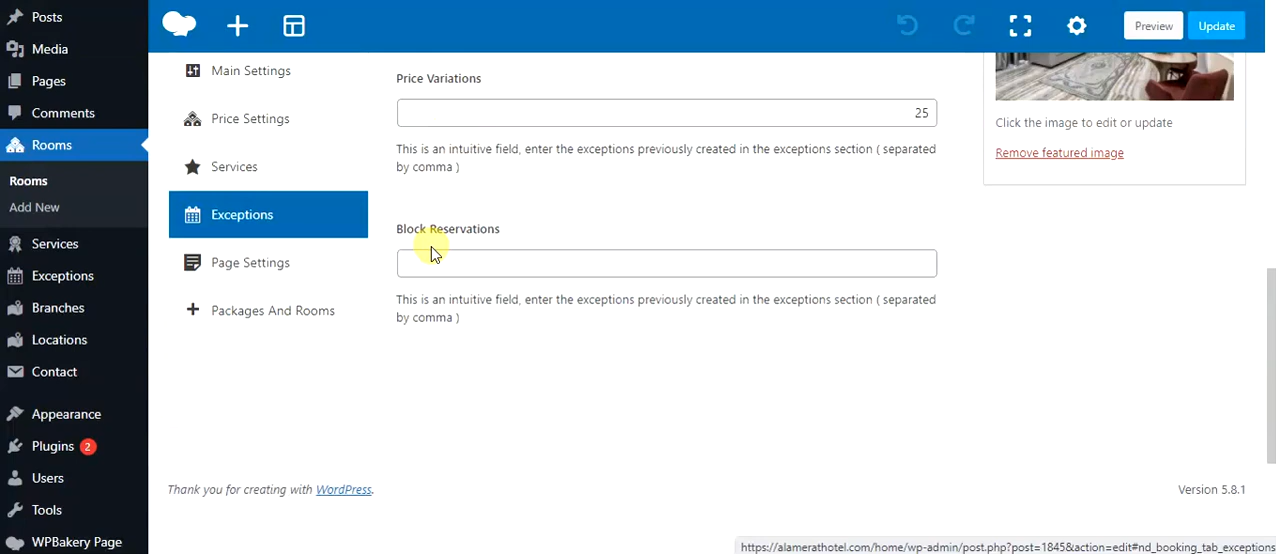 Posts
Media
Pages
Comments
Rooms
Rooms
Add New
Services
Exceptions
Branches
Locations
Contact
Appearance
Plugins 2
Users
Tools
WPBakery Page
Preview
Update
Main Settings
Price Settings
Services
Exceptions
Page Settings
Packages And Rooms
Price Variations
25
This is an intuitive field, enter the exceptions previously created in the exceptions section ( separated
by comma )
Block Reservations
This is an intuitive field, enter the exceptions previously created in the exceptions section ( separated
by comma )
Click the image to edit or update
Remove featured image
Thank you for creating with WordPress.
Version 5.8.1
https://alamerathotel.com/home/wp-admin/post.php?post=1845&action=edit#nd_booking_tab_exceptions